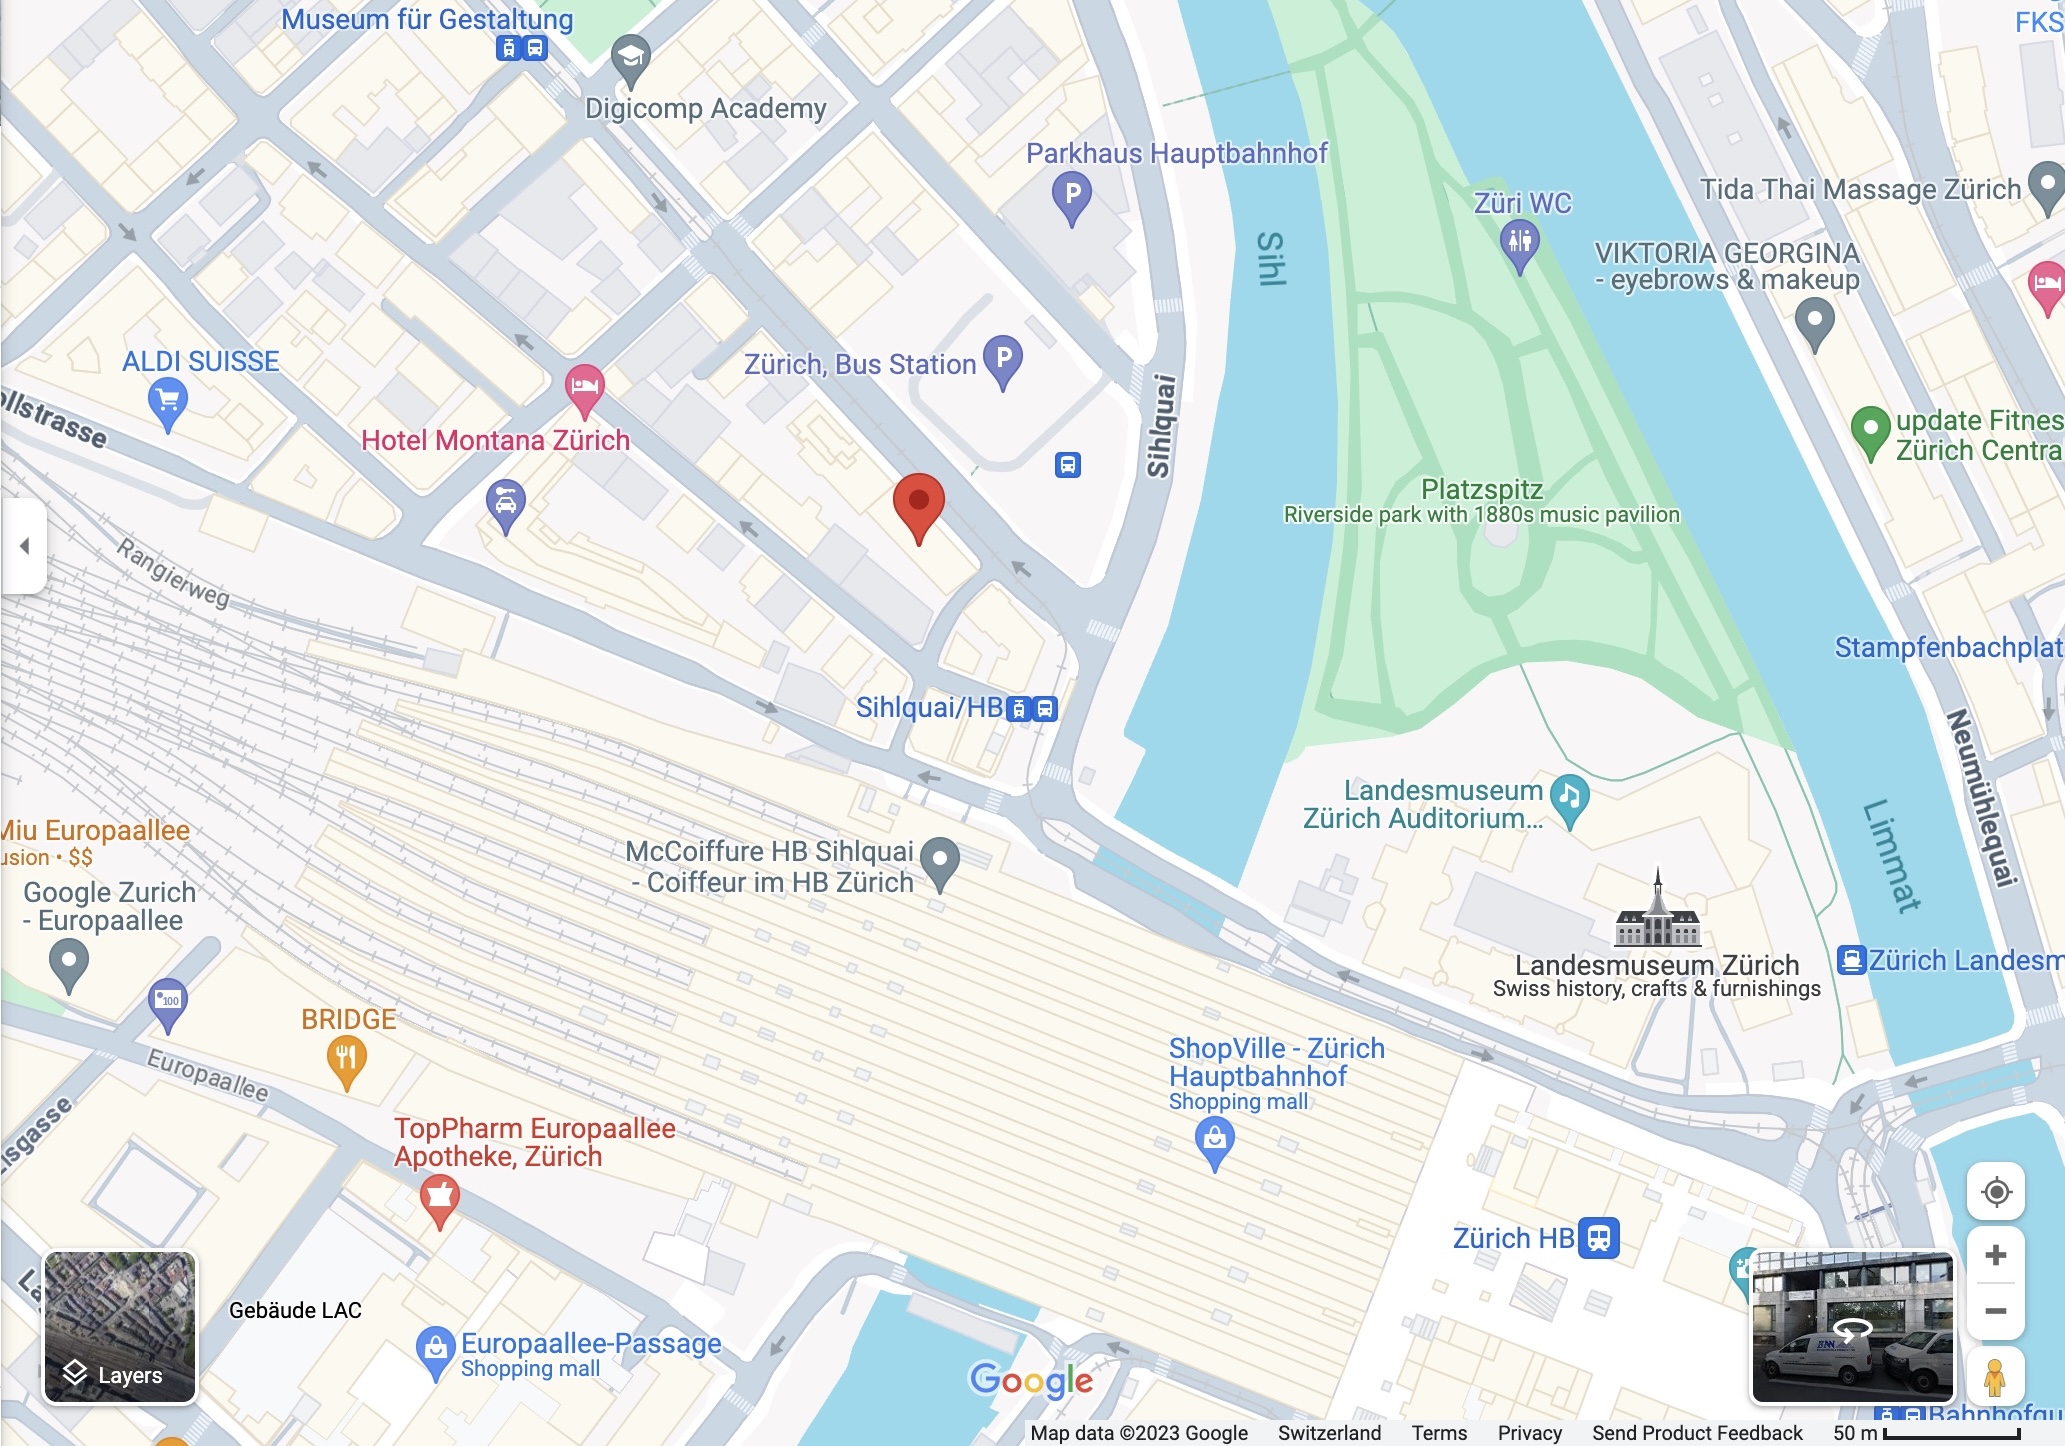 Museum für Gestaltung
FKS
Digicomp Academy
Parkhaus Hauptbahnhof
P
Tida Thai Massage Zürich
Züri WC
Sihl
VIKTORIA GEORGINA
- eyebrows & makeup
ALDI SUISSE
Zürich, Bus Station
P
ollstrasse
Hotel Montana Zürich
Sihlquai
update Fitnes
Zürich Centra
Platzspitz
Riverside park with 1880s music pavilion
Rangierweg
Stampfenbachplat
Sihlquai/HB
Neumühlequai
Landesmuseum
Zürich Auditorium...
Miu Europaallee
usion • $$
McCoiffure HB Sihlquai
- Coiffeur im HB Zürich
Limmat
Google Zurich
- Europaallee
Landesmuseum Zürich
Swiss history, crafts & furnishings
Zürich Landesm
100
BRIDGE
Europaallee
ShopVille - Zürich
Hauptbahnhof
Shopping mall
TopPharm Europaallee
Apotheke, Zürich
Zürich HB
Gebäude LAC
Europaallee-Passage
Shopping mall
Layers
Google
Bahnhofqu
Map data ©2023 Google
Switzerland
Terms
Privacy
Send Product Feedback
50 m